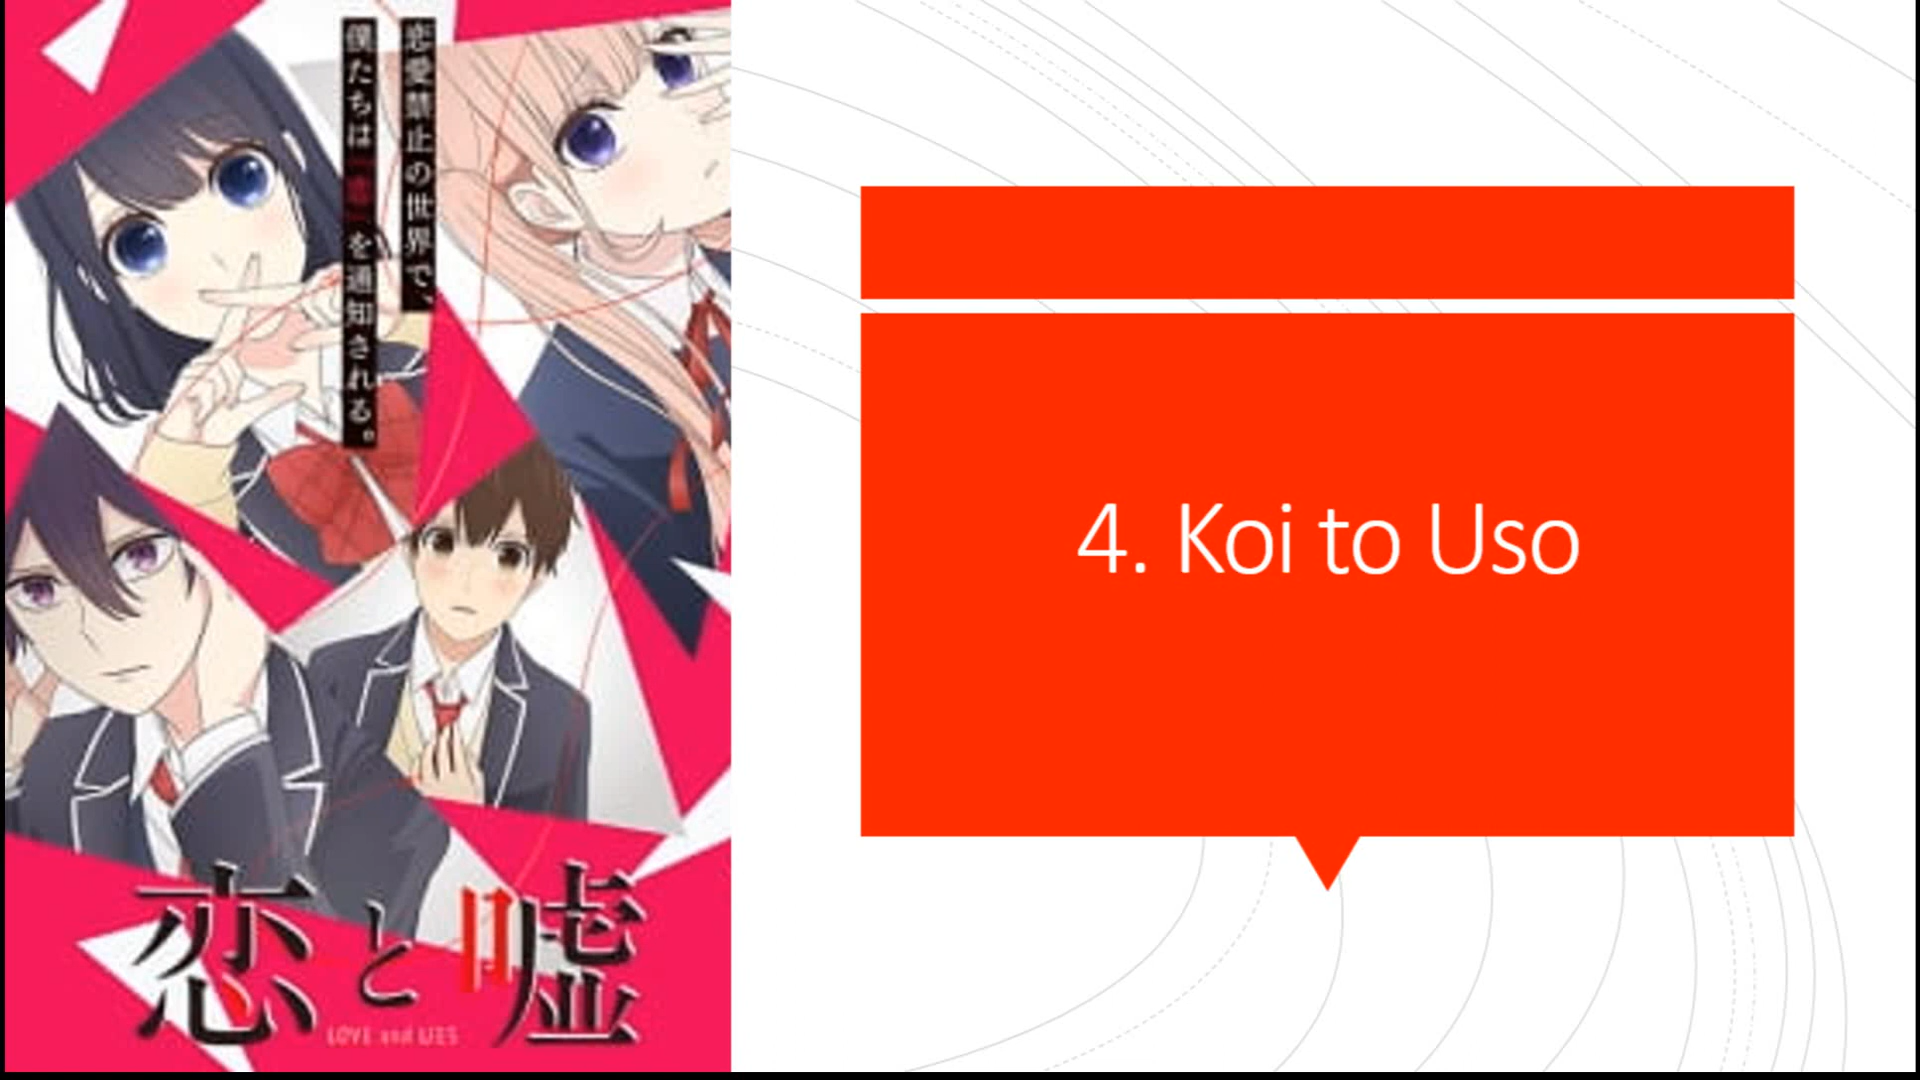 恋愛禁止の世界で、
僕たちは『恋』を通知される。
恋と嘘
LOVE and LIES
4. Koi to Uso